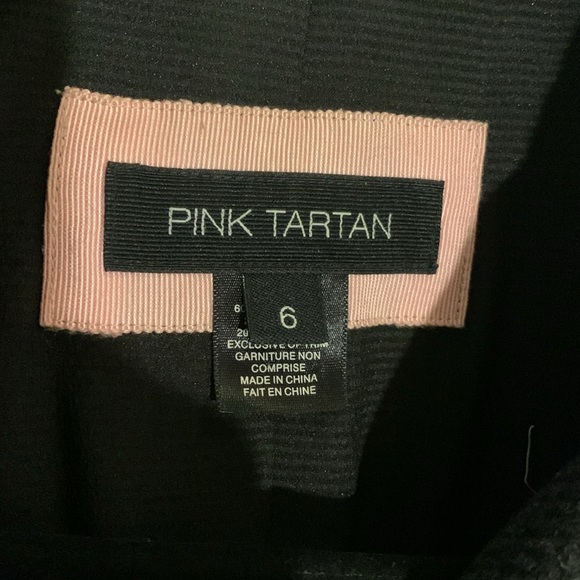 PINK TARTAN
6
EXCLUSIVE OF TRIM
GARNITURE NON
COMPRISE
MADE IN CHINA
FAIT EN CHINE